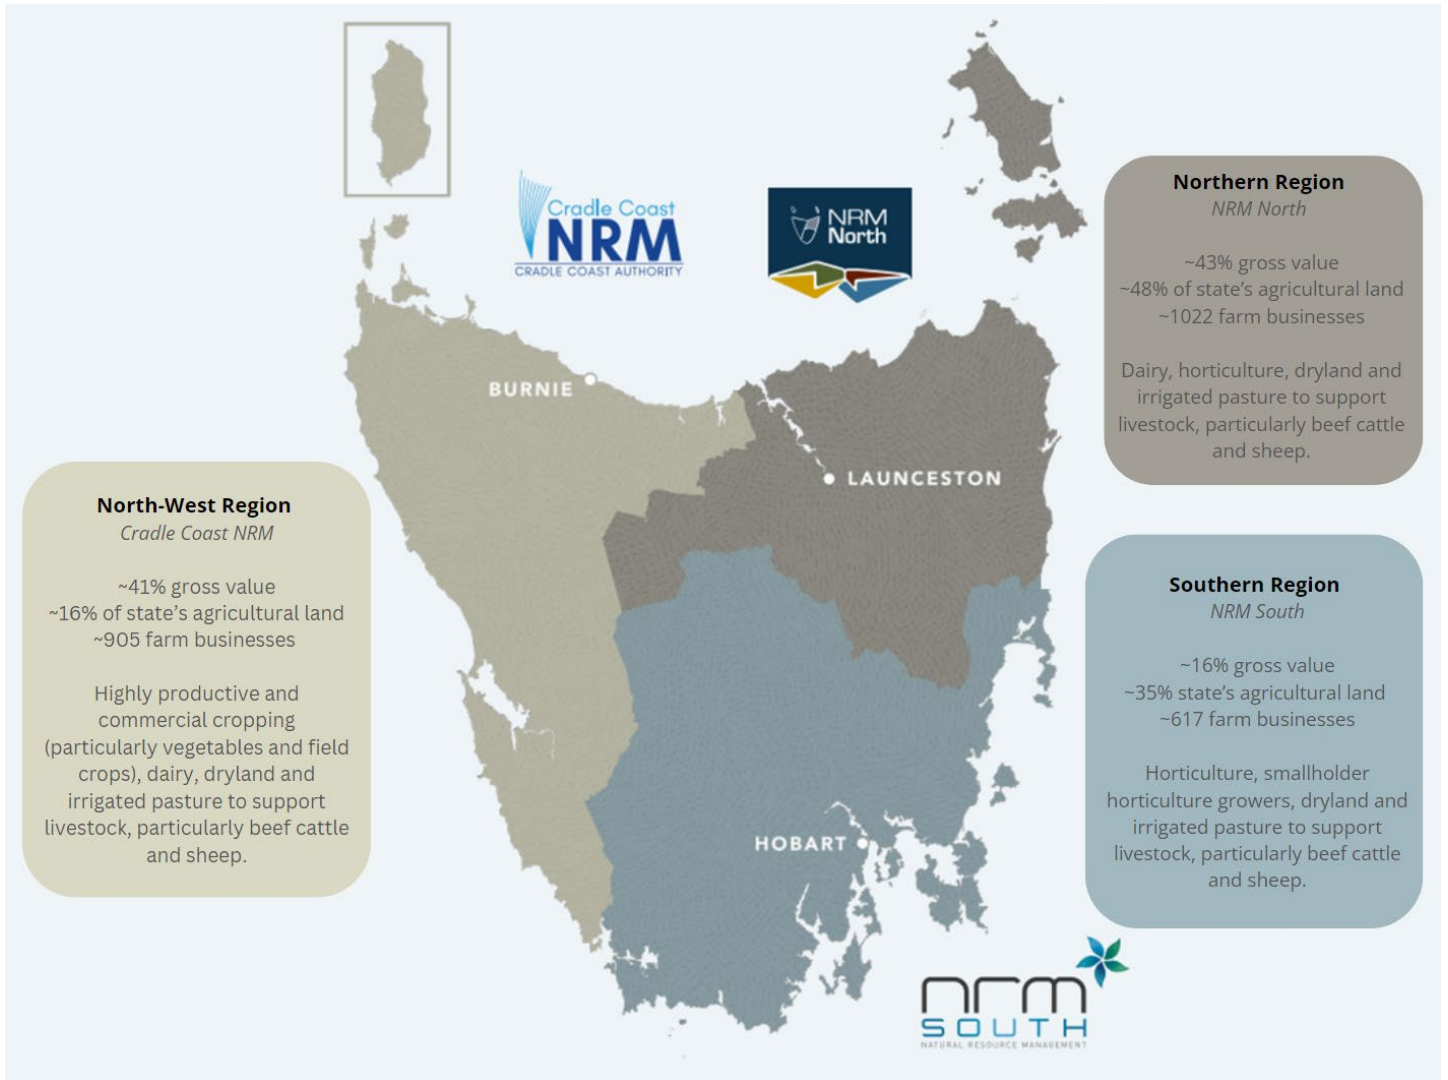 Cradle Coast
NRM
CRADLE COAST AUTHORITY
NRM
North
Northern Region
NRM North
~43% gross value
~48% of state's agricultural land
~1022 farm businesses
Dairy, horticulture, dryland and
irrigated pasture to support
livestock, particularly beef cattle
and sheep.
BURNIE
LAUNCESTON
North-West Region
Cradle Coast NRM
~41% gross value
~16% of state's agricultural land
~905 farm businesses
Highly productive and
commercial cropping
(particularly vegetables and field
crops), dairy, dryland and
irrigated pasture to support
livestock, particularly beef cattle
and sheep.
Southern Region
NRM South
~16% gross value
~35% state's agricultural land
~617 farm businesses
Horticulture, smallholder
horticulture growers, dryland and
irrigated pasture to support
livestock, particularly beef cattle
and sheep.
HOBART
nrm
SOUTH
NATURAL RESOURCE MANAGEMENT